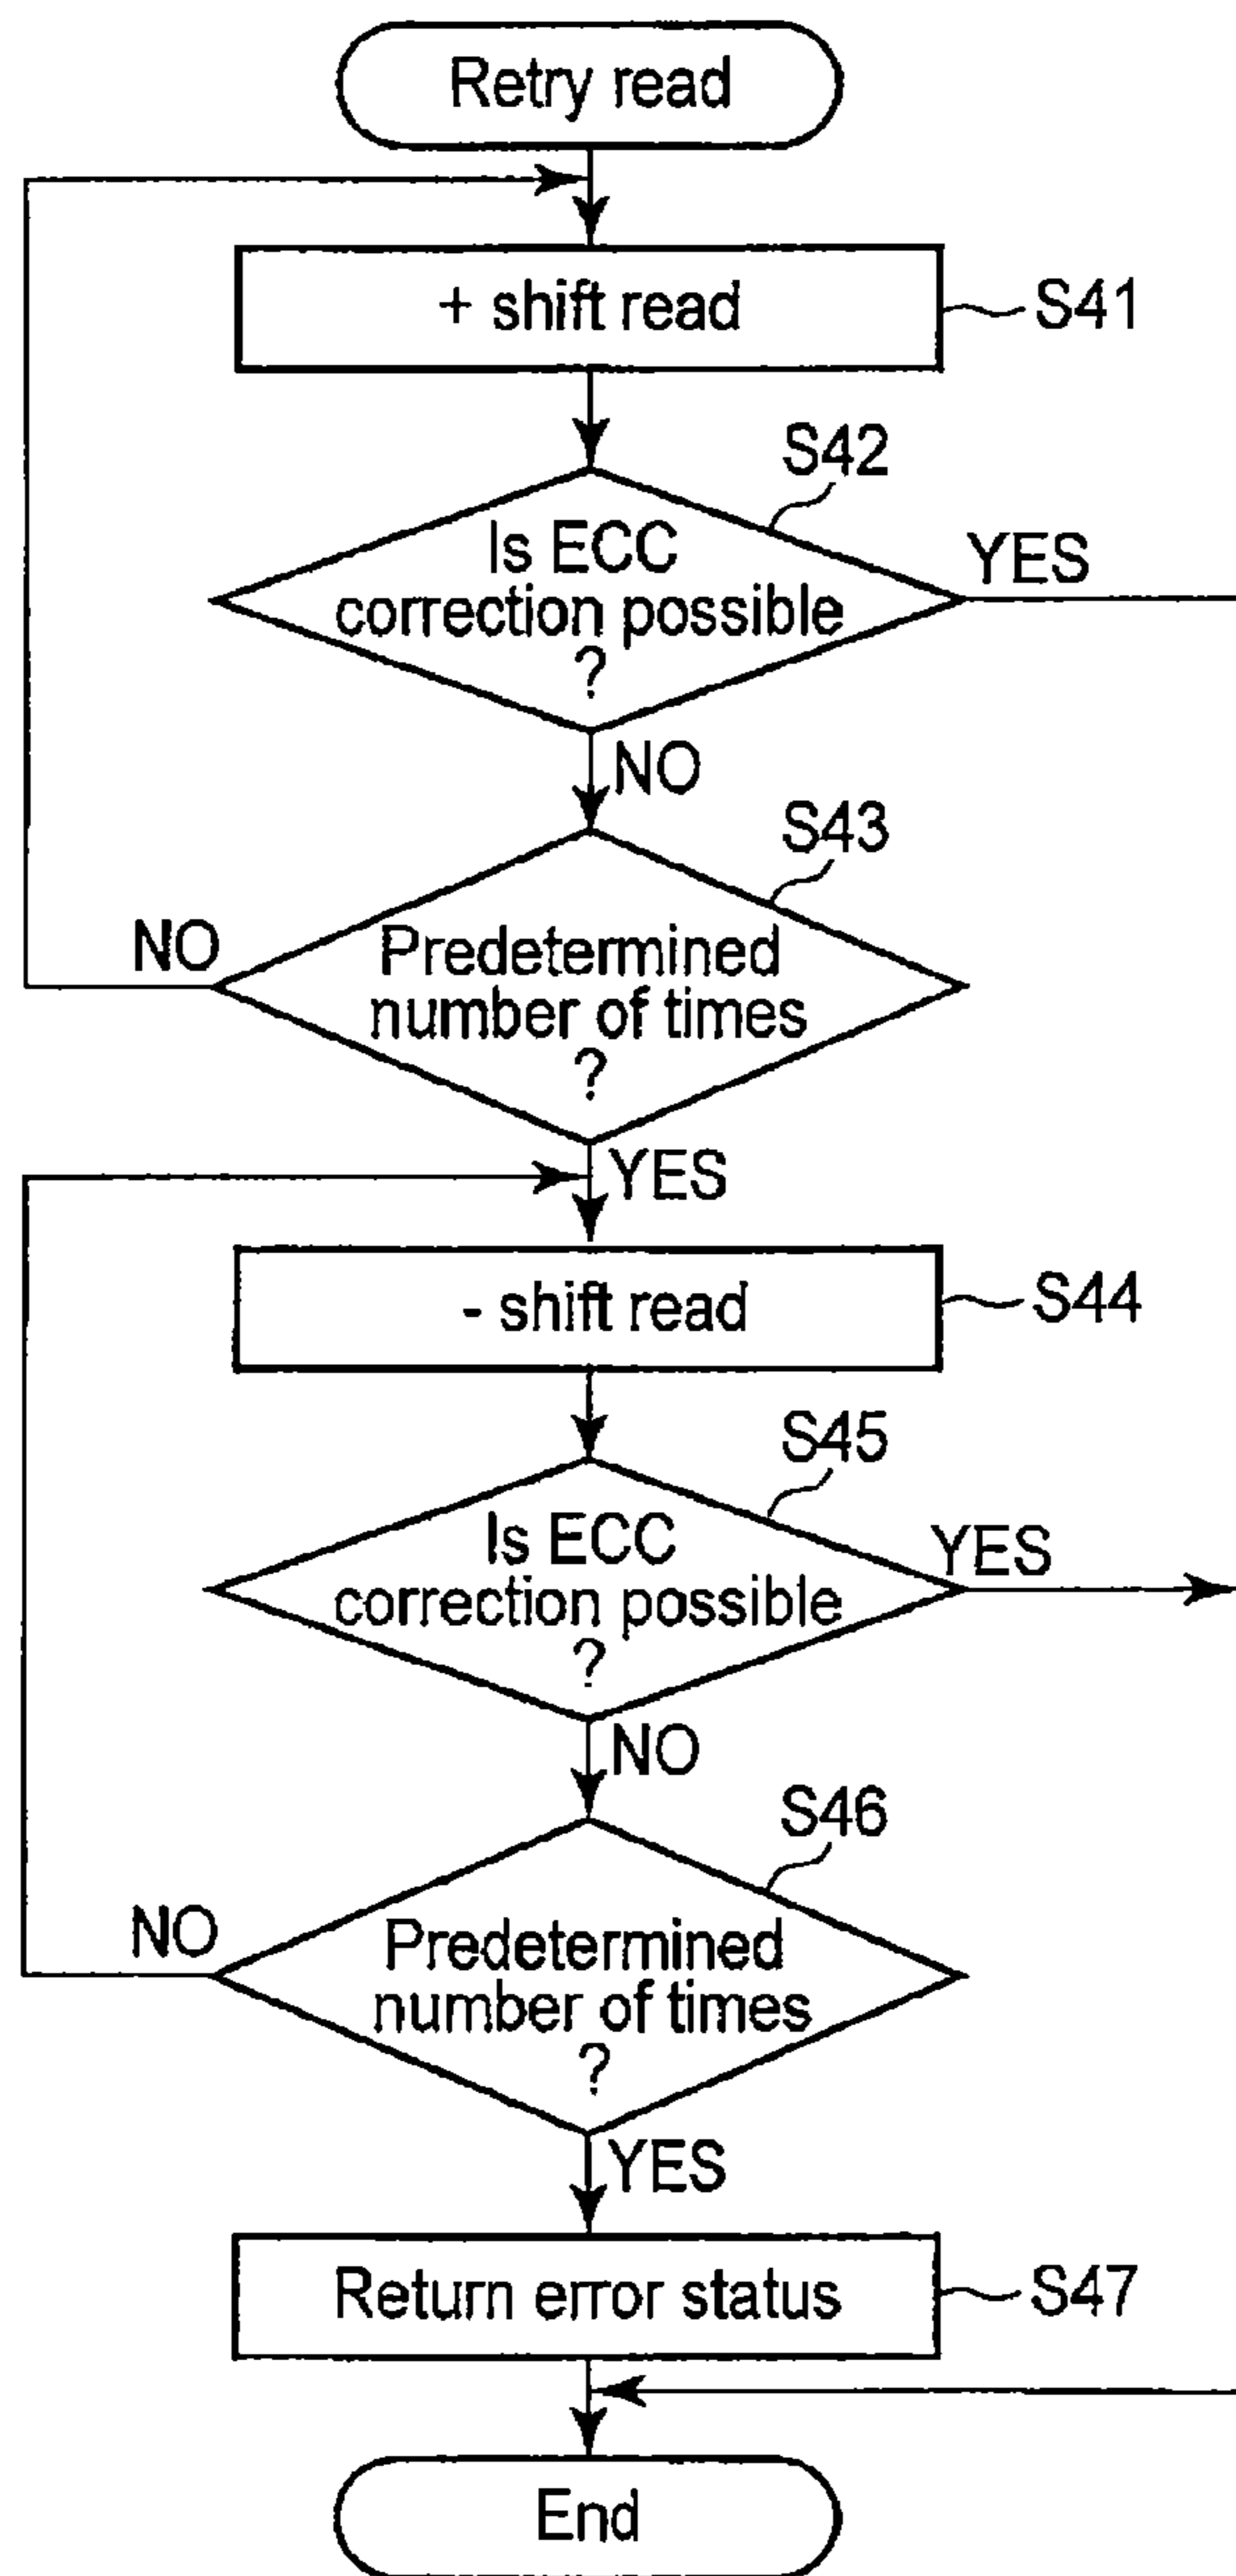 Retry read
+ shift read
S41
S42
Is ECC
correction possible
?
YES
NO
S43
Predetermined
number of times
?
NO
YES
- shift read
S44
S45
Is ECC
correction possible
?
YES
NO
S46
Predetermined
number of times
?
NO
YES
Return error status
S47
End